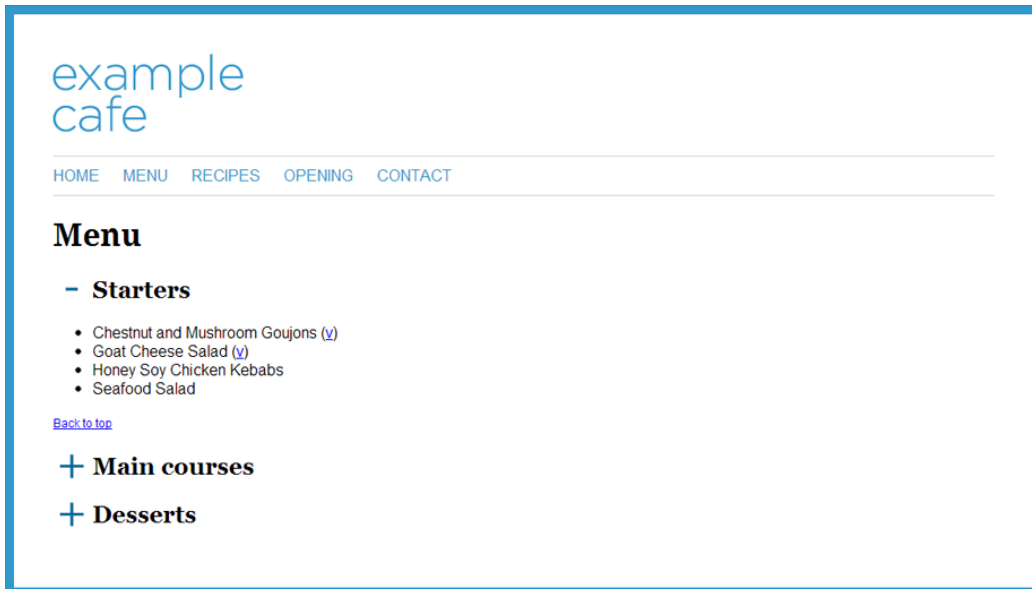 example
cafe
HOME MENU RECIPES OPENING CONTACT
Menu
- Starters
• Chestnut and Mushroom Goujons (v)
• Goat Cheese Salad (v)
• Honey Soy Chicken Kebabs
• Seafood Salad
Back to top
+ Main courses
+ Desserts